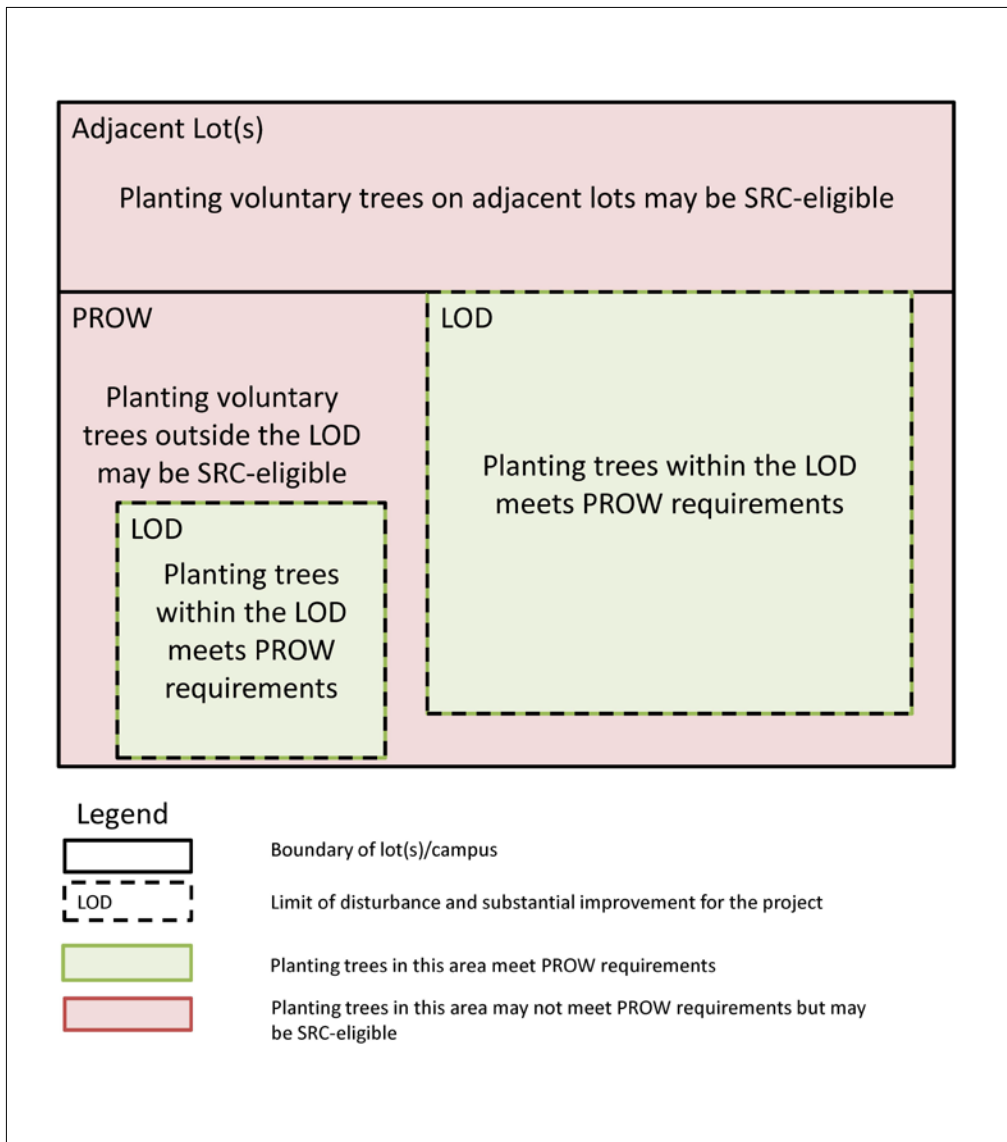 Adjacent Lot(s)
Planting voluntary trees on adjacent lots may be SRC-eligible
PROW
Planting voluntary
trees outside the LOD
may be SRC-eligible
LOD
Planting trees within the LOD
meets PROW requirements
LOD
Planting trees
within the LOD
meets PROW
requirements
Legend
Boundary of lot(s)/campus
LOD
Limit of disturbance and substantial improvement for the project
Planting trees in this area meet PROW requirements
Planting trees in this area may not meet PROW requirements but may
be SRC-eligible